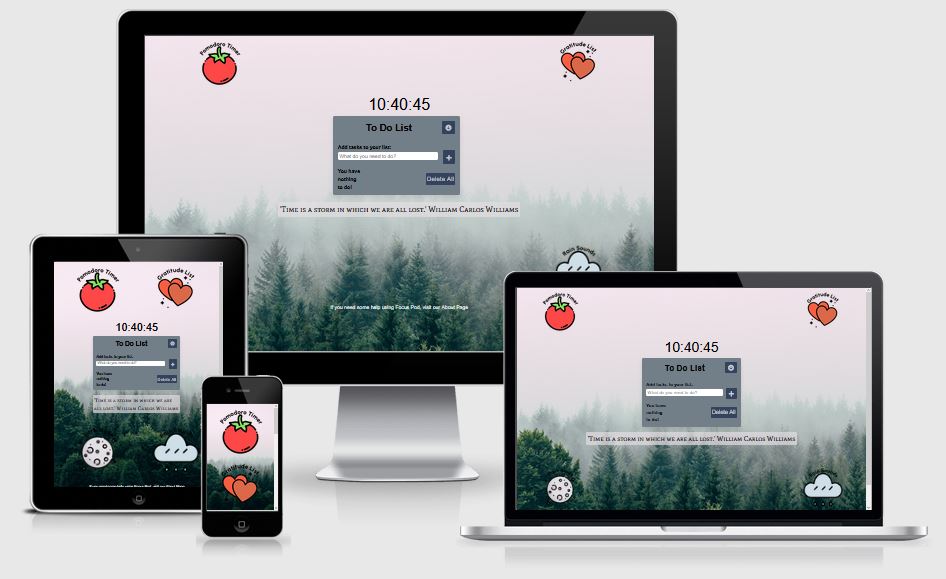 Pomodoro Timer
Gratitude List
10:40:45
To Do List
Add tasks to your list:
What do you need to do?
You have
nothing
to do!
Delete All
'Time is a storm in which we are all lost.' William Carlos Williams
Rain Sounds
If you need some help using Focus Pod, visit our About Page
Pomodoro Timer
Gratitude List
10:40:45
To Do List
Add tasks to your list:
What do you need to do?
You have
nothing
to do!
Delete All
'Time is a storm in which we are
all lost.' William Carlos Williams
Pomodoro Timer
Gratitude List
Pomodoro Timer
Gratitude List
10:40:45
To Do List
Add tasks to your list:
What do you need to do?
You have
nothing
to do!
Delete All
'Time is a storm in which we are all lost.' William Carlos Williams
Rain Sounds